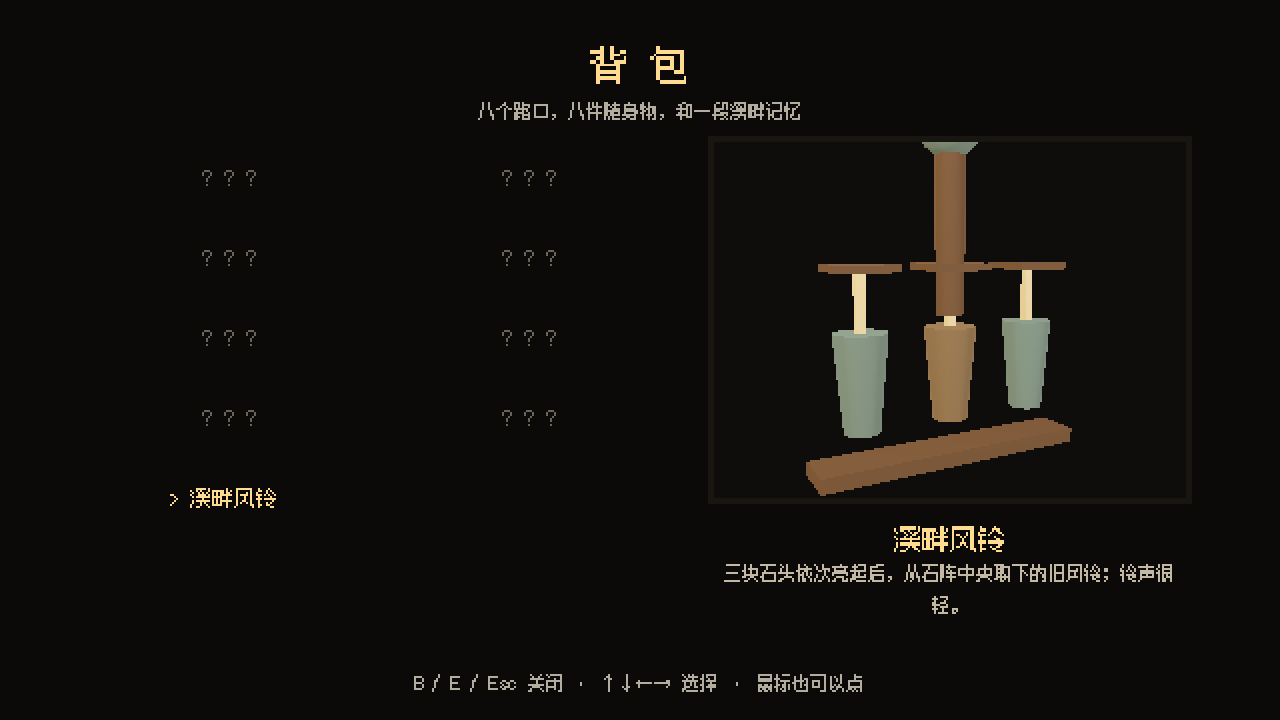 背 包
八个路口，八件随身物，和一段溪畔记忆
? ? ? ? ? ?
? ? ? ? ? ?
? ? ? ? ? ?
? ? ? ? ? ?
> 溪畔风铃
溪畔风铃
三块石头依次亮起后，从石阵中央取下的旧风铃；铃声很
轻。
B / E / Esc 关闭 · ↑↓←→ 选择 · 鼠标也可以点